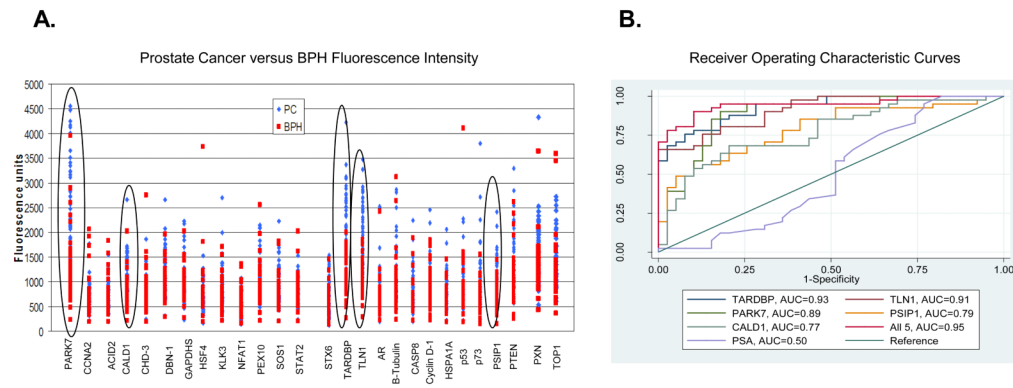 A.
B.
Prostate Cancer versus BPH Fluorescence Intensity
Receiver Operating Characteristic Curves
Fluorescence units
5000
4500
4000
3500
3000
2500
2000
1500
1000
500
0
PC
BPH
PARK7
CCNA2
ACID2
CALD1
CHD-3
DBN-1
GAPDHS
HSF4
KLK3
NFAT1
PEX10
SOS1
STAT2
STX6
TARDBP
TLN1
AR
B-Tubulin
CASP8
Cyclin D-1
HSPA1A
p53
p73
PSIP1
PTEN
PXN
TOP1
1.00
0.75
0.50
0.25
0.00
0.00 0.25 0.50 0.75 1.00
1-Specificity
TARDBP, AUC=0.93 TLN1, AUC=0.91
PARK7, AUC=0.89 PSIP1, AUC=0.79
CALD1, AUC=0.77 All 5, AUC=0.95
PSA, AUC=0.50 Reference